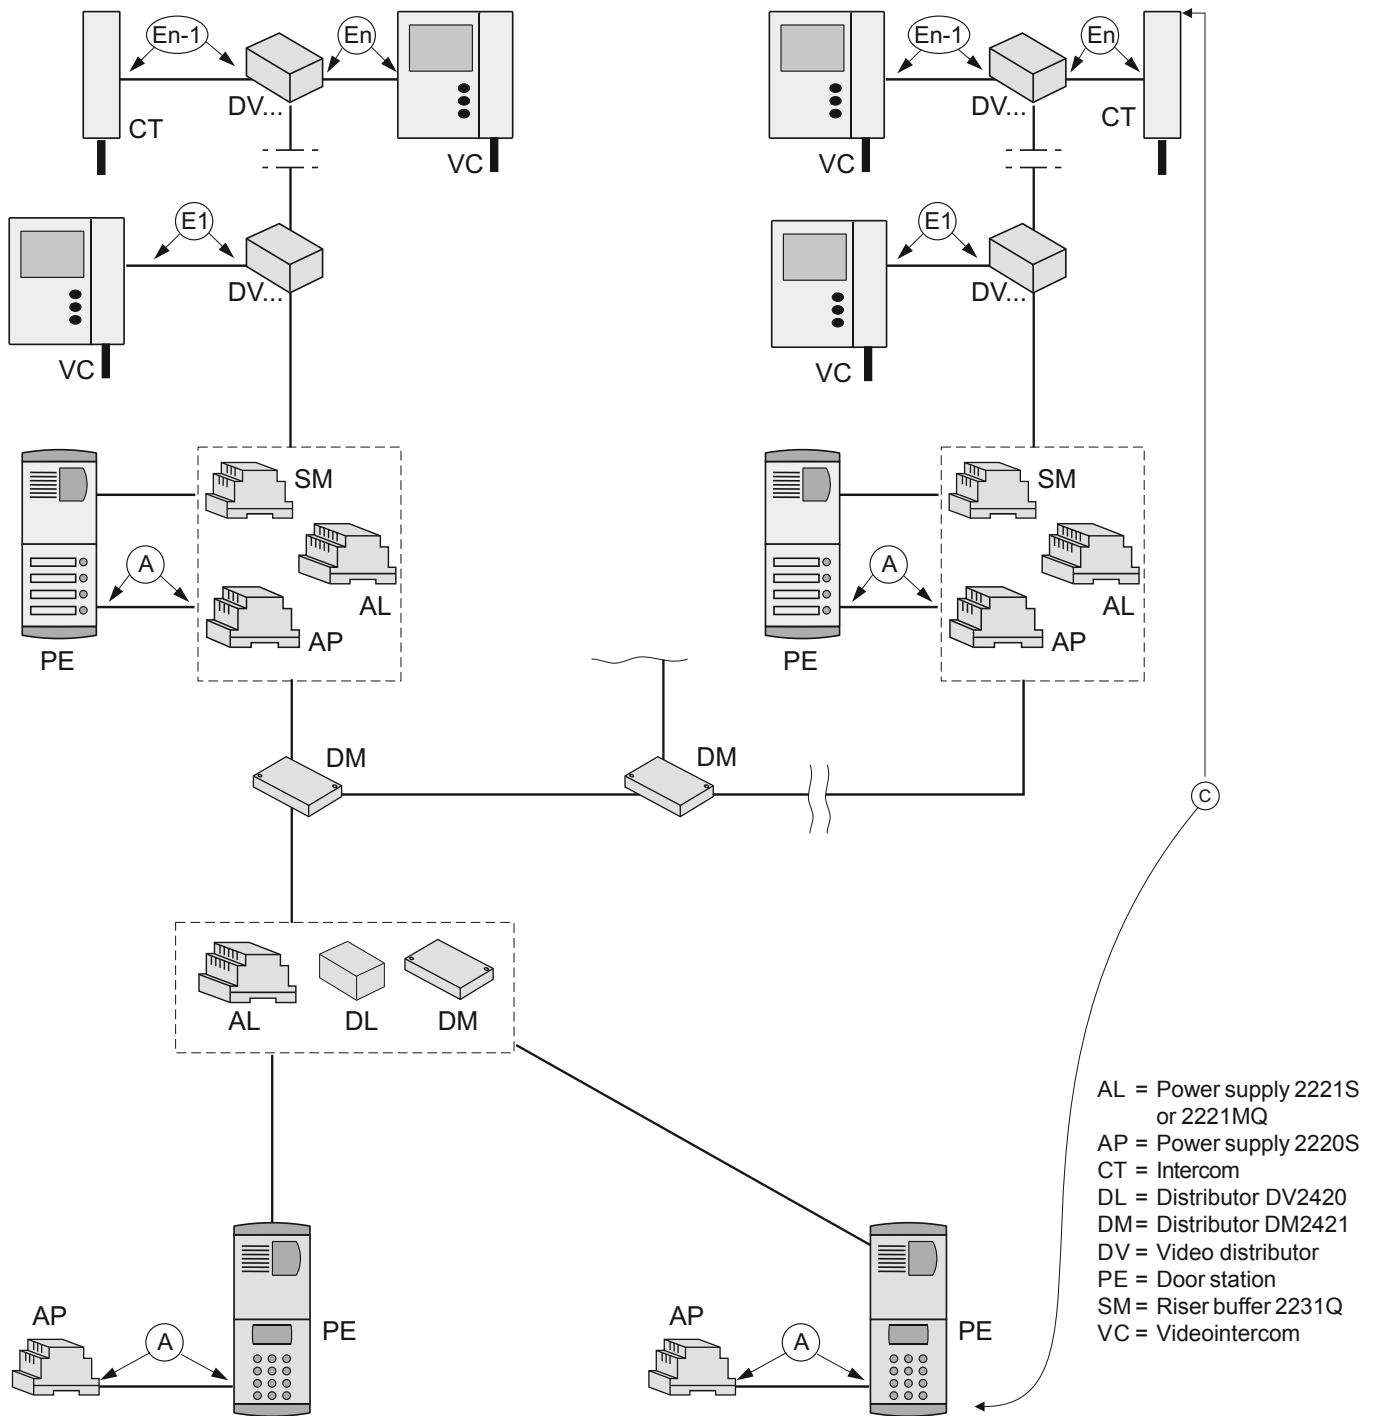 En-1 En En-1 En
DV... DV...
CT CT
VC VC
E1 E1
DV... DV...
VC VC
SM SM
A AL A AL
AP AP
PE PE
DM DM
C
AL DL DM
AL = Power supply 2221S
or 2221MQ
AP = Power supply 2220S
CT = Intercom
DL = Distributor DV2420
DM = Distributor DM2421
DV = Video distributor
PE = Door station
SM = Riser buffer 2231Q
VC = Videointercom
AP A PE AP A PE